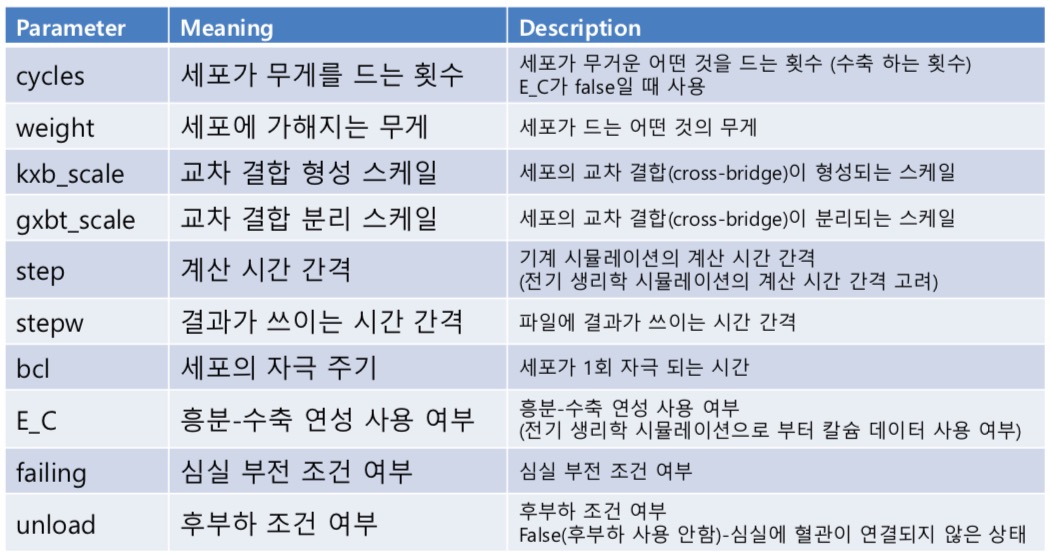 Parameter Meaning Description
cycles 세포가 무게를 드는 횟수 세포가 무거운 어떤 것을 드는 횟수 (수축 하는 횟수)
E_C가 false일 때 사용
weight 세포에 가해지는 무게 세포가 드는 어떤 것의 무게
kxb_scale 교차 결합 형성 스케일 세포의 교차 결합(cross-bridge)이 형성되는 스케일
gxbt_scale 교차 결합 분리 스케일 세포의 교차 결합(cross-bridge)이 분리되는 스케일
step 계산 시간 간격 기계 시뮬레이션의 계산 시간 간격
(전기 생리학 시뮬레이션의 계산 시간 간격 고려)
stepw 결과가 쓰이는 시간 간격 파일에 결과가 쓰이는 시간 간격
bcl 세포의 자극 주기 세포가 1회 자극 되는 시간
E_C 흥분-수축 연성 사용 여부 흥분-수축 연성 사용 여부
(전기 생리학 시뮬레이션으로 부터 칼슘 데이터 사용 여부)
failing 심실 부전 조건 여부 심실 부전 조건 여부
unload 후부하 조건 여부 후부하 조건 여부
False(후부하 사용 안함)-심실에 혈관이 연결되지 않은 상태